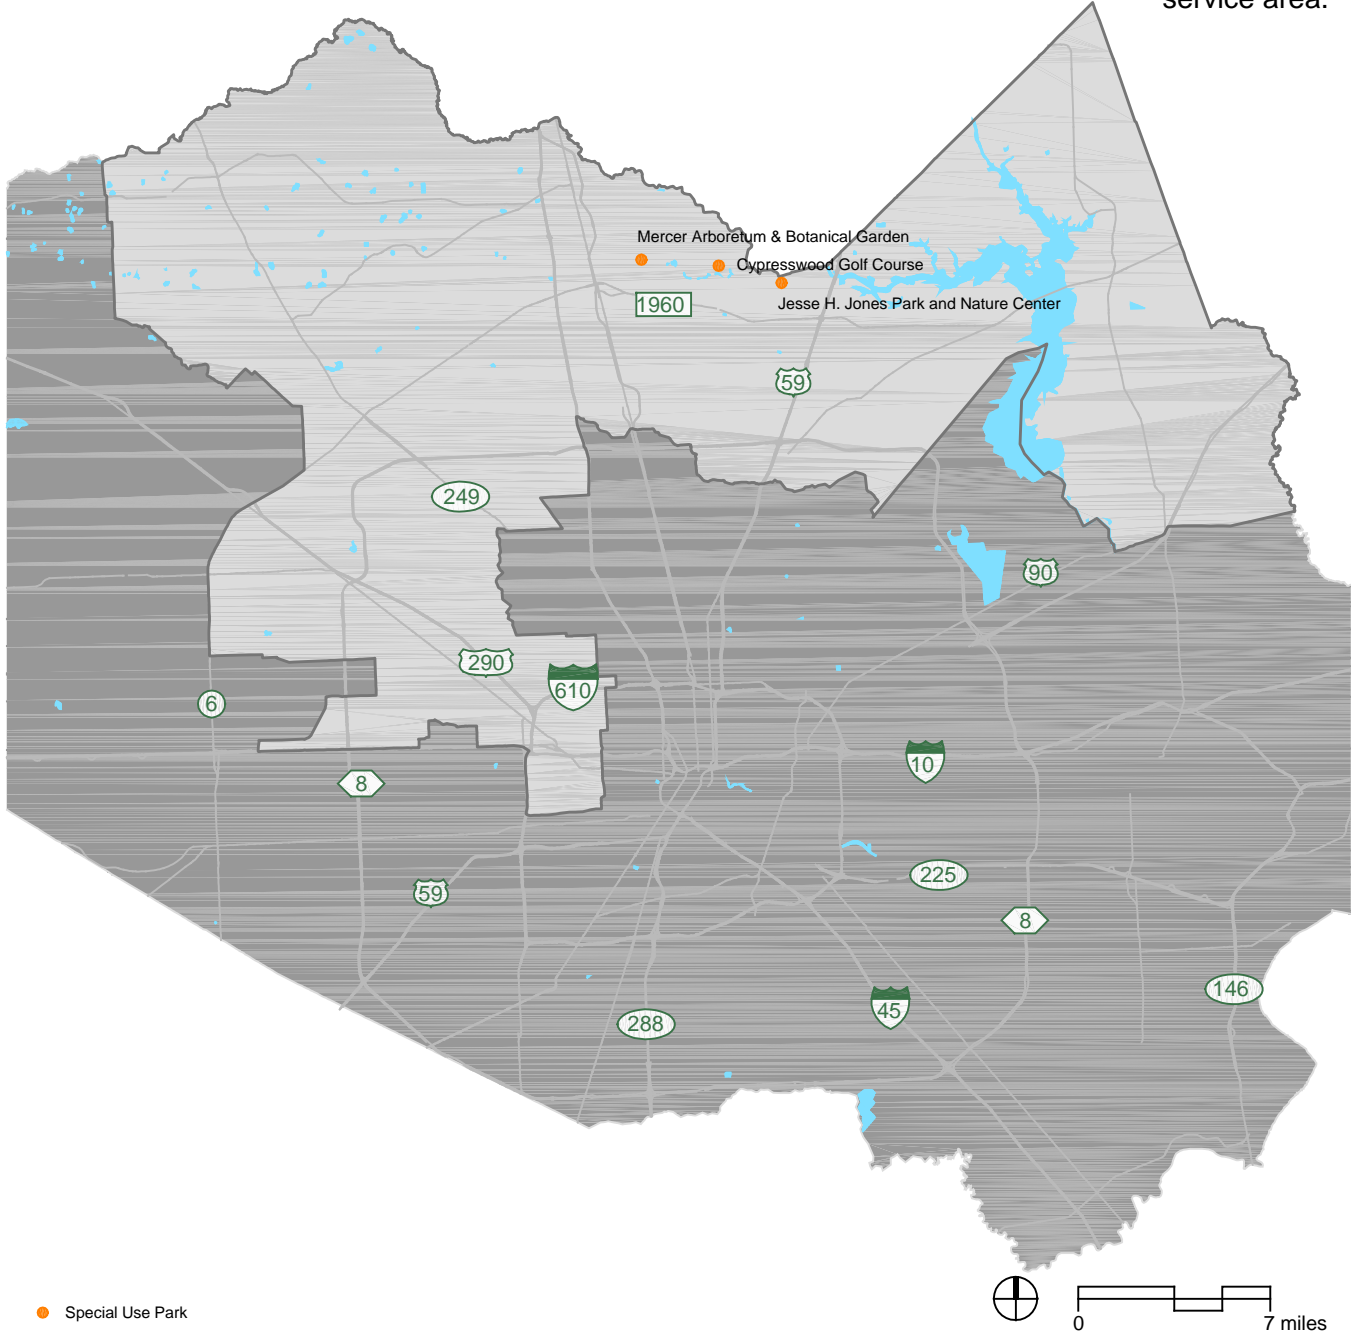 service area.
Mercer Arboretum & Botanical Garden
Cypresswood Golf Course
Jesse H. Jones Park and Nature Center
1960
59
249
90
290
610
6
10
8
225
59
8
146
45
288
Special Use Park
0 7 miles